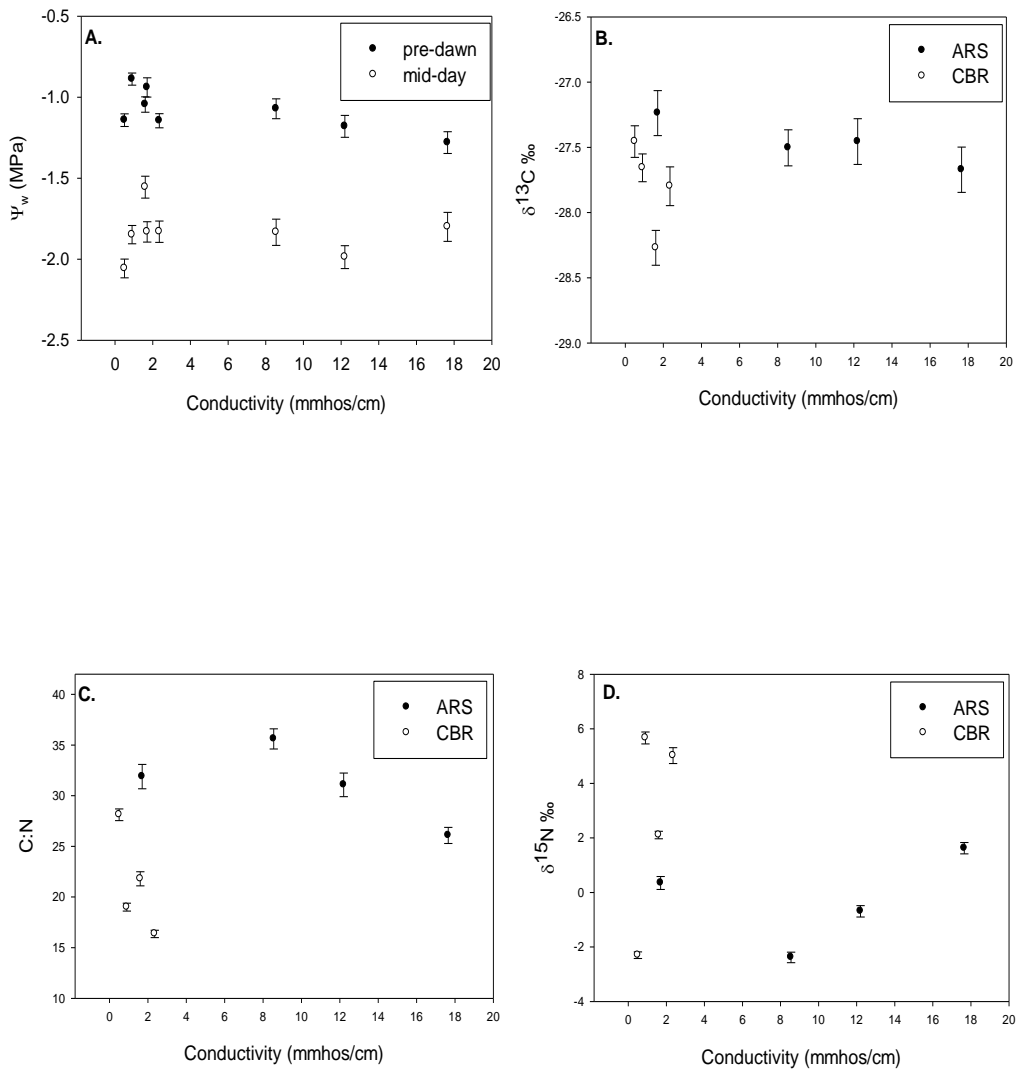 A.
pre-dawn
mid-day
-0.5
-1.0
-1.5
-2.0
-2.5
Ψw (MPa)
0 2 4 6 8 10 12 14 16 18 20
Conductivity (mmhos/cm)
B.
ARS
CBR
-26.5
-27.0
-27.5
-28.0
-28.5
-29.0
δ13C ‰
0 2 4 6 8 10 12 14 16 18 20
Conductivity (mmhos/cm)
C.
ARS
CBR
40
35
30
25
20
15
10
C:N
0 2 4 6 8 10 12 14 16 18 20
Conductivity (mmhos/cm)
D.
ARS
CBR
8
6
4
2
0
-2
-4
δ15N ‰
0 2 4 6 8 10 12 14 16 18 20
Conductivity (mmhos/cm)